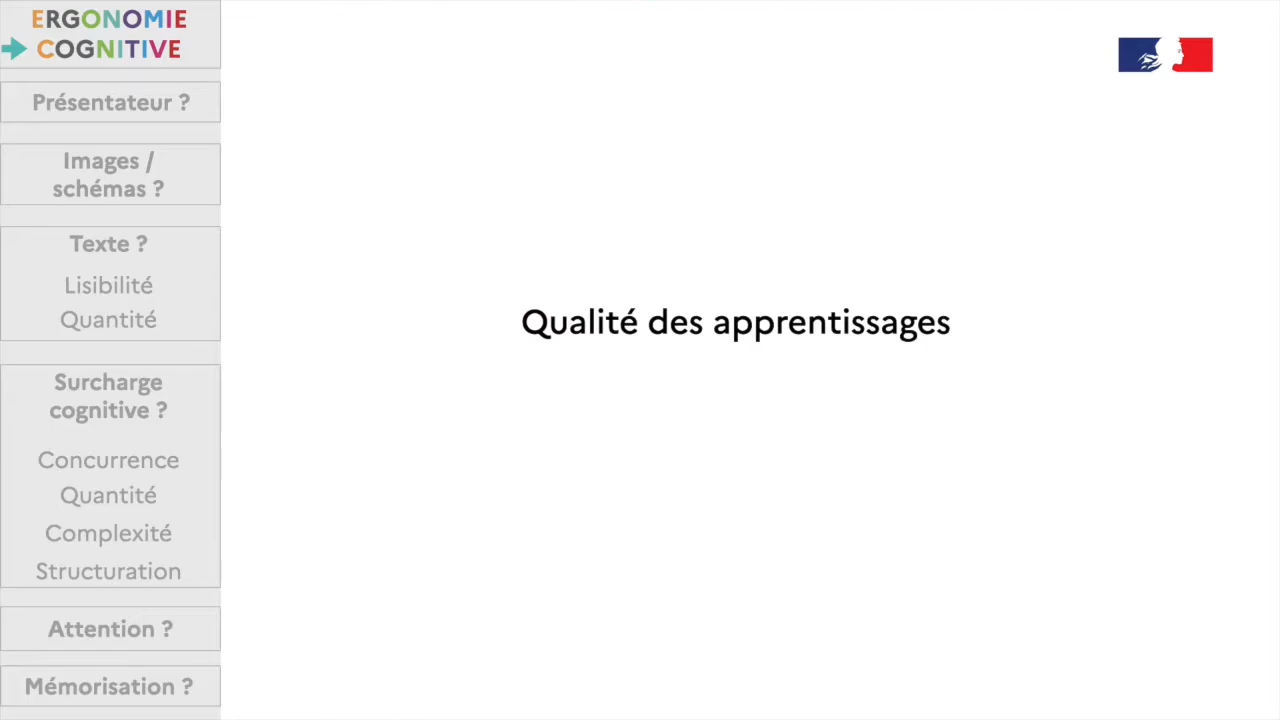 ERGONOMIE
COGNITIVE
Présentateur ?
Images /
schémas ?
Texte ?
Lisibilité
Quantité
Surcharge
cognitive ?
Concurrence
Quantité
Complexité
Structuration
Attention ?
Mémorisation ?
Qualité des apprentissages